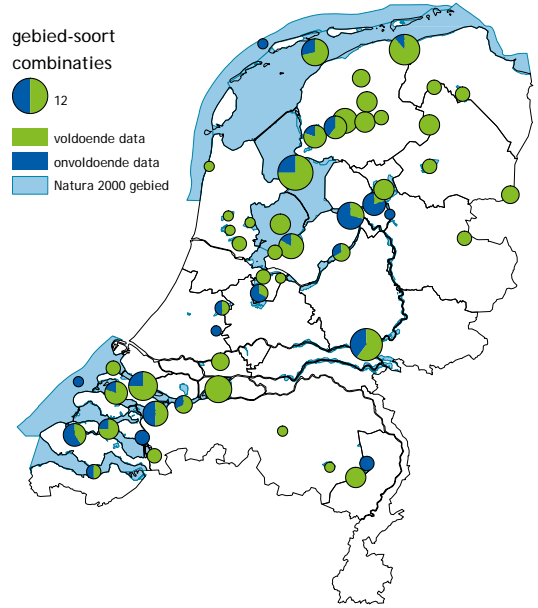 gebied-soort
combinaties
12
voldoende data
onvoldoende data
Natura 2000 gebied